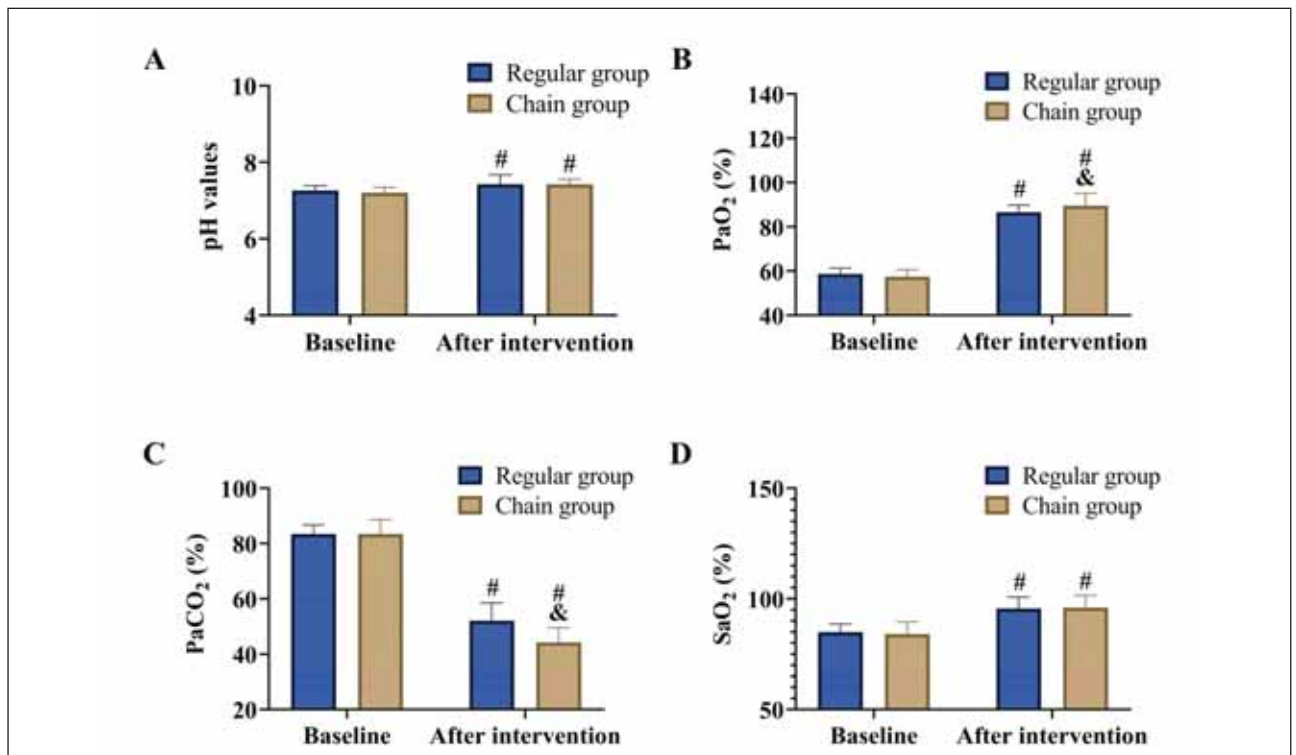 A
Regular group
Chain group
10
8
6
4
pH values
# #
Baseline After intervention
B
Regular group
Chain group
140
120
100
80
60
40
PaO₂ (%)
# #
&
Baseline After intervention
C
Regular group
Chain group
100
80
60
40
20
PaCO₂ (%)
# #
&
Baseline After intervention
D
Regular group
Chain group
150
100
50
SaO₂ (%)
# #
Baseline After intervention